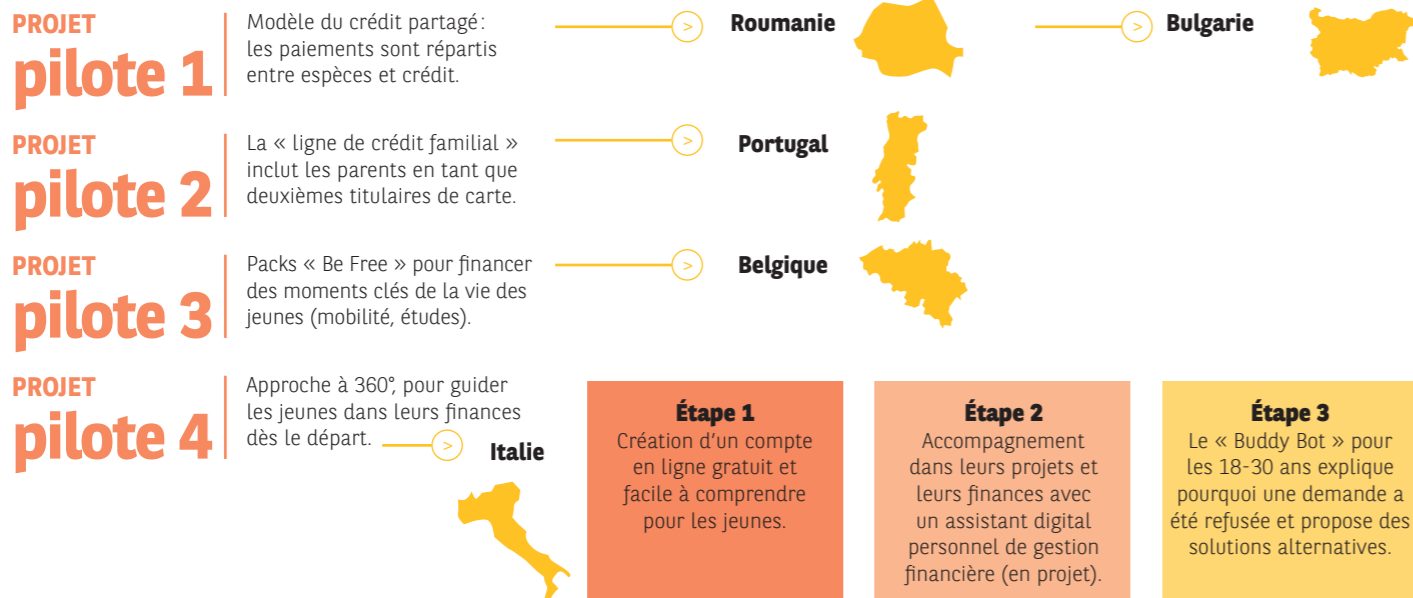 PROJET
pilote 1
Modèle du crédit partagé :
les paiements sont répartis
entre espèces et crédit.
>
Roumanie
>
Bulgarie
PROJET
pilote 2
La « ligne de crédit familial »
inclut les parents en tant que
deuxièmes titulaires de carte.
>
Portugal
PROJET
pilote 3
Packs « Be Free » pour financer
des moments clés de la vie des
jeunes (mobilité, études).
>
Belgique
PROJET
pilote 4
Approche à 360°, pour guider
les jeunes dans leurs finances
dès le départ.
>
Italie
Étape 1
Création d’un compte
en ligne gratuit et
facile à comprendre
pour les jeunes.
Étape 2
Accompagnement
dans leurs projets et
leurs finances avec
un assistant digital
personnel de gestion
financière (en projet).
Étape 3
Le « Buddy Bot » pour
les 18-30 ans explique
pourquoi une demande a
été refusée et propose des
solutions alternatives.